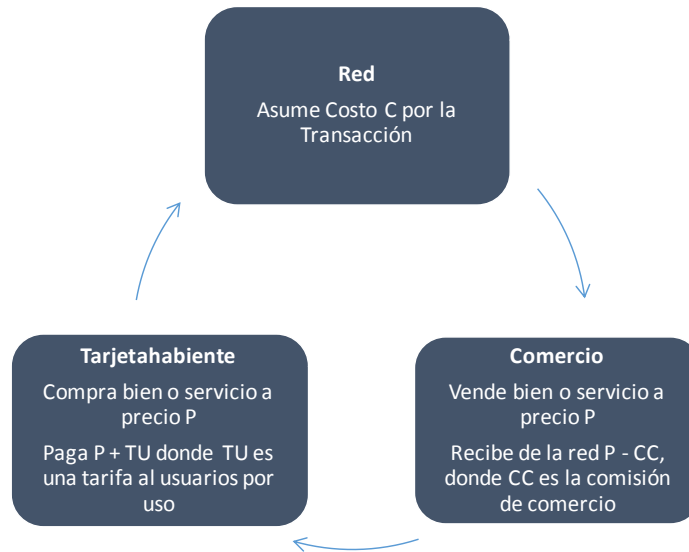 Red
Asume Costo C por la
Transacción
Tarjetahabiente
Compra bien o servicio a
precio P
Paga P + TU donde TU es
una tarifa al usuarios por
uso
Comercio
Vende bien o servicio a
precio P
Recibe de la red P - CC,
donde CC es la comisión
de comercio